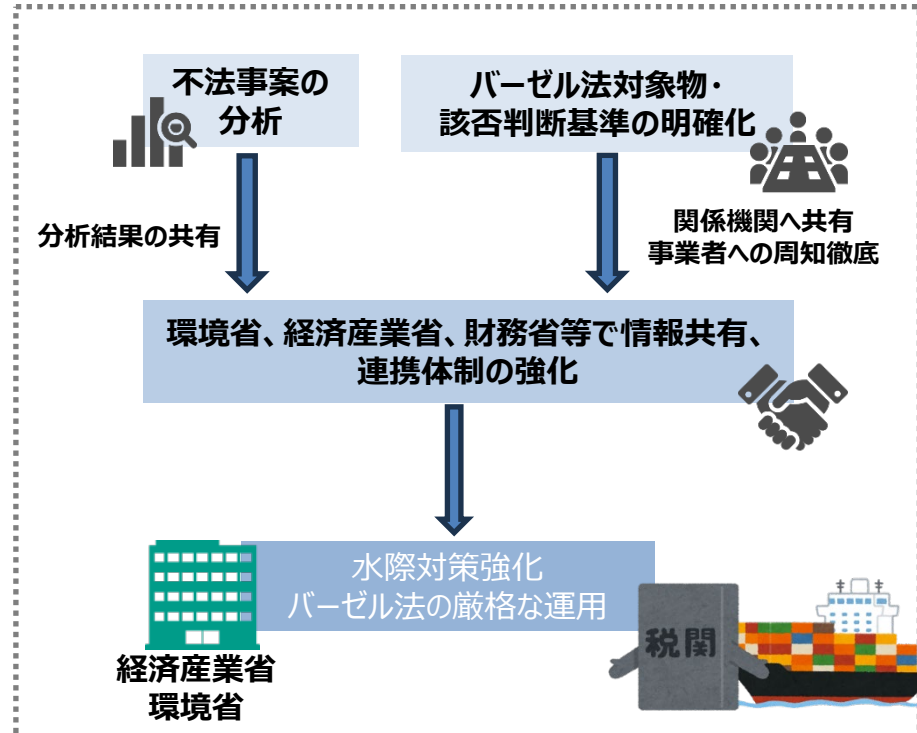 不法事案の
分析
バーゼル法対象物・
該否判断基準の明確化
分析結果の共有
関係機関へ共有
事業者への周知徹底
環境省、経済産業省、財務省等で情報共有、
連携体制の強化
水際対策強化
バーゼル法の厳格な運用
経済産業省
環境省
税関